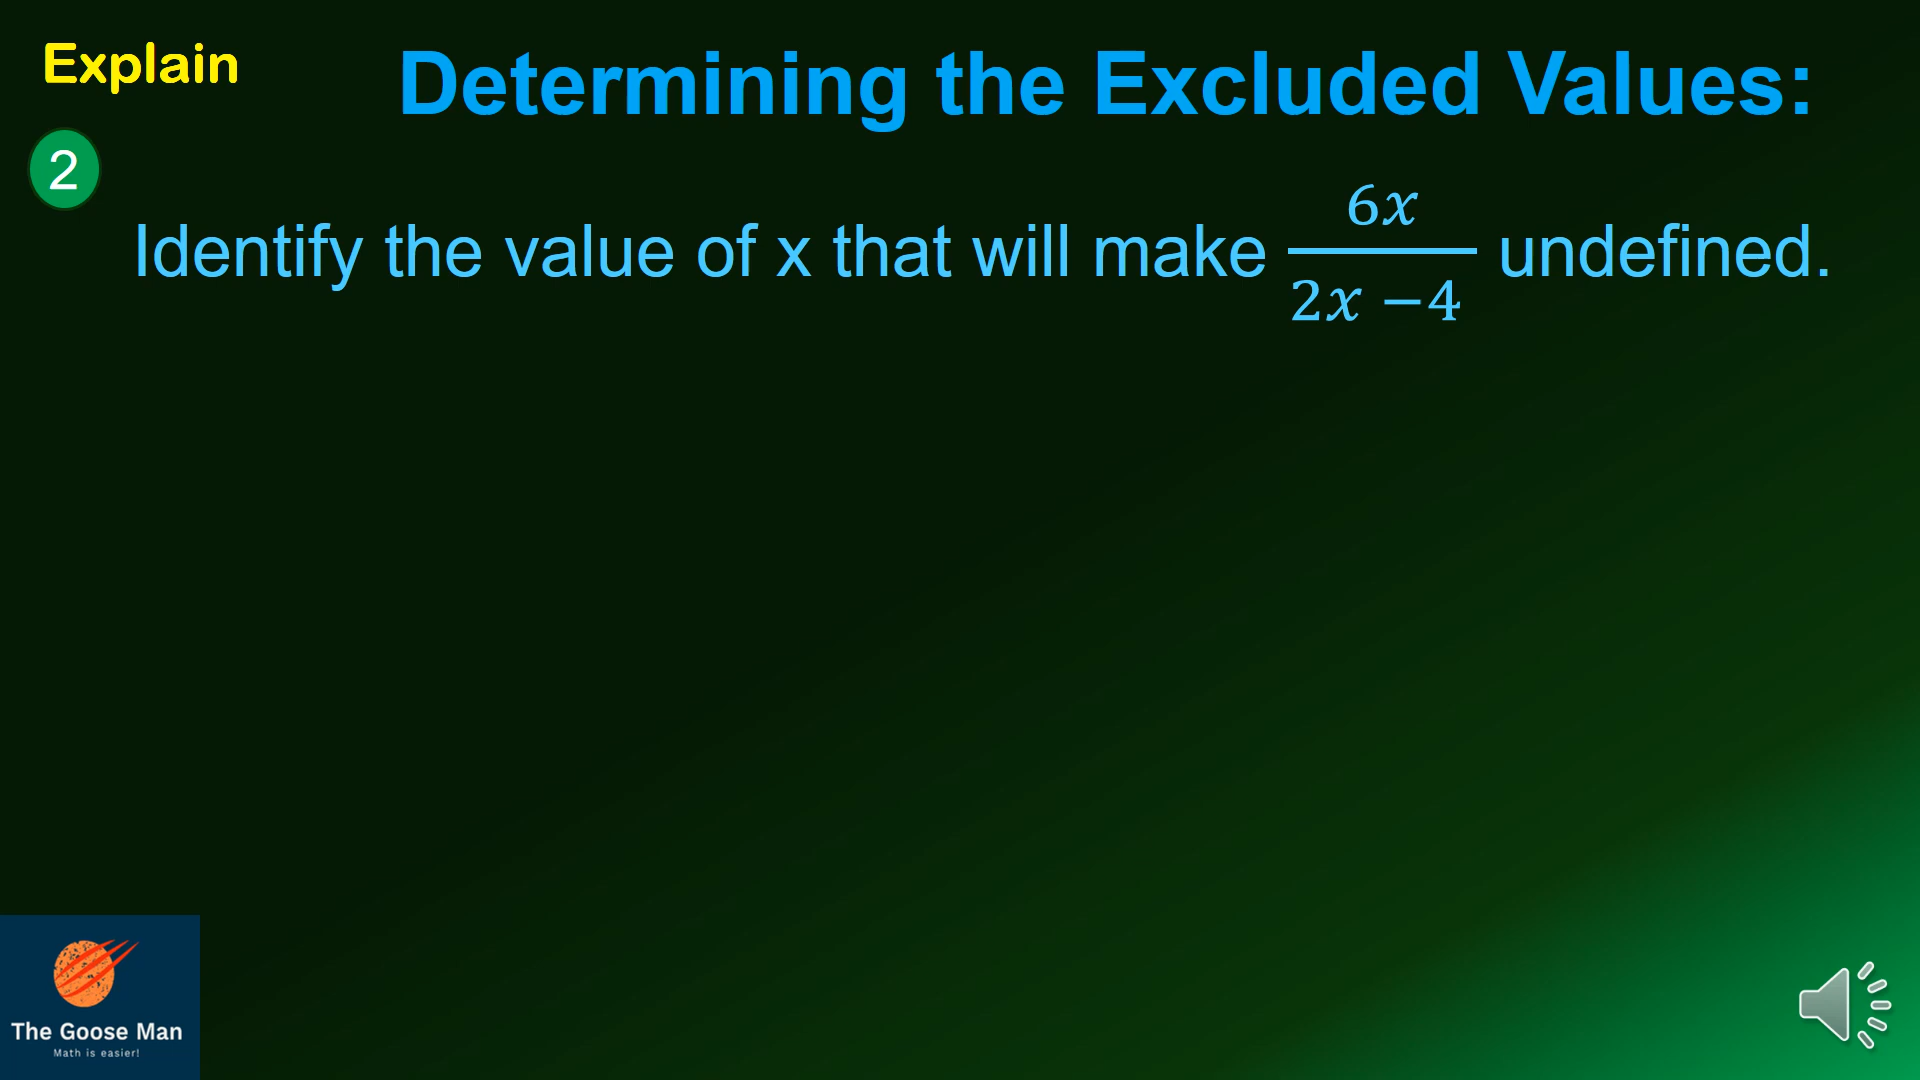 Explain
Determining the Excluded Values:
2
Identify the value of x that will make 6x / 2x −4 undefined.
The Goose Man
Math is easier!